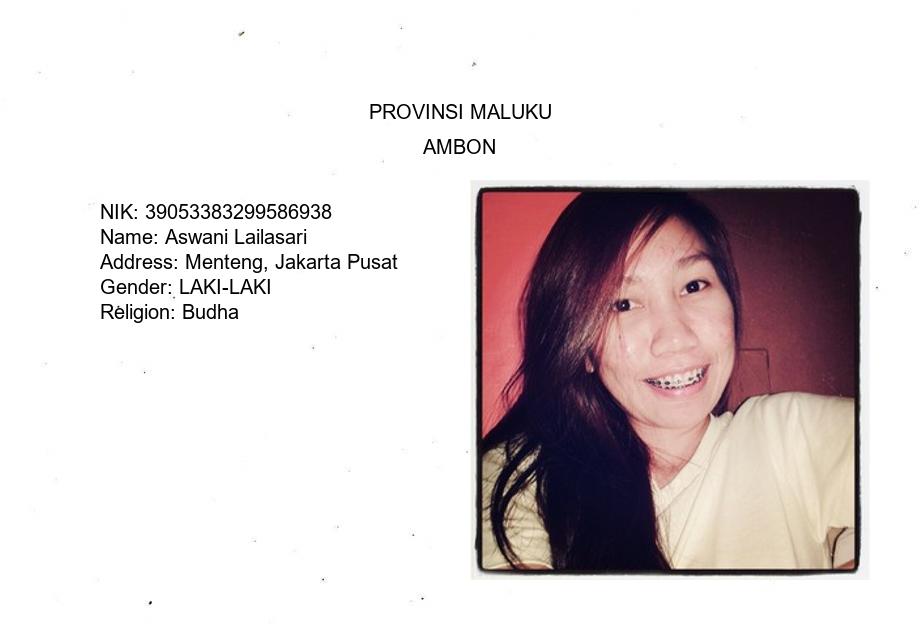 PROVINSI MALUKU
AMBON
NIK: 39053383299586938
Name: Aswani Lailasari
Address: Menteng, Jakarta Pusat
Gender: LAKI-LAKI
Religion: Budha